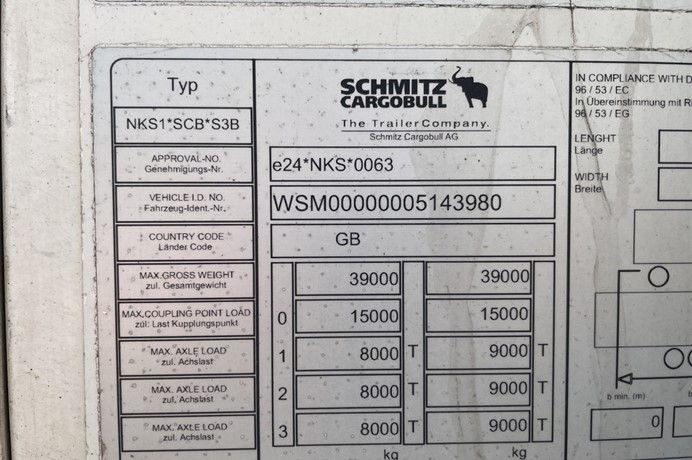 Typ
SCHMITZ
CARGOBULL
The TrailerCompany.
Schmitz Cargobull AG
NKS1*SCB*S3B
APPROVAL-NO.
Genehmigungs-Nr.
e24*NKS*0063
VEHICLE I.D. NO.
Fahrzeug-Ident.-Nr.
WSM00000005143980
COUNTRY CODE
Länder Code
GB
MAX.GROSS WEIGHT
zul. Gesamtgewicht
39000 39000
MAX.COUPLING POINT LOAD
zul. Last Kupplungspunkt
0 15000 15000
MAX. AXLE LOAD
zul. Achslast
1 8000 T 9000 T
MAX. AXLE LOAD
zul. Achslast
2 8000 T 9000 T
MAX. AXLE LOAD
zul. Achslast
3 8000 T 9000 T
kg kg
IN COMPLIANCE WITH D
96 / 53 / EC
In Übereinstimmung mit R
96 / 53 / EG
LENGHT
Länge
WIDTH
Breite
b min. (m) b
0